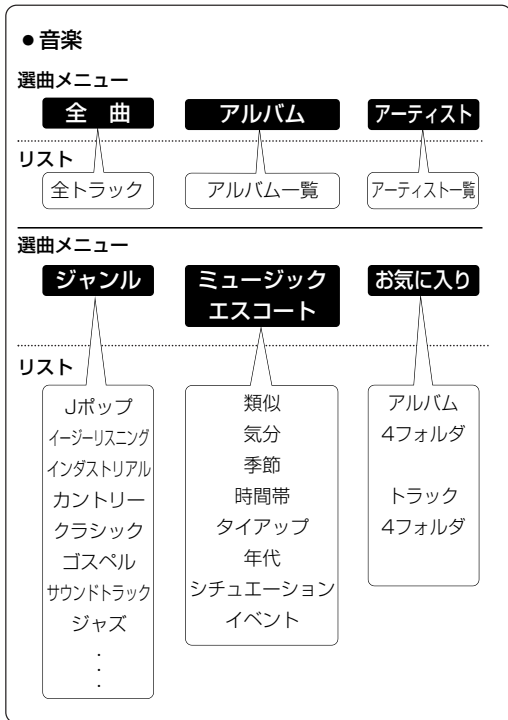 ●音楽
選曲メニュー
全 曲 アルバム アーティスト
リスト
全トラック アルバム一覧 アーティスト一覧
選曲メニュー
ジャンル
ミュージック
エスコート
お気に入り
リスト
Jポップ
イージーリスニング
インダストリアル
カントリー
クラシック
ゴスペル
サウンドトラック
ジャズ
・
・
・
類似
気分
季節
時間帯
タイアップ
年代
シチュエーション
イベント
アルバム
4フォルダ
トラック
4フォルダ